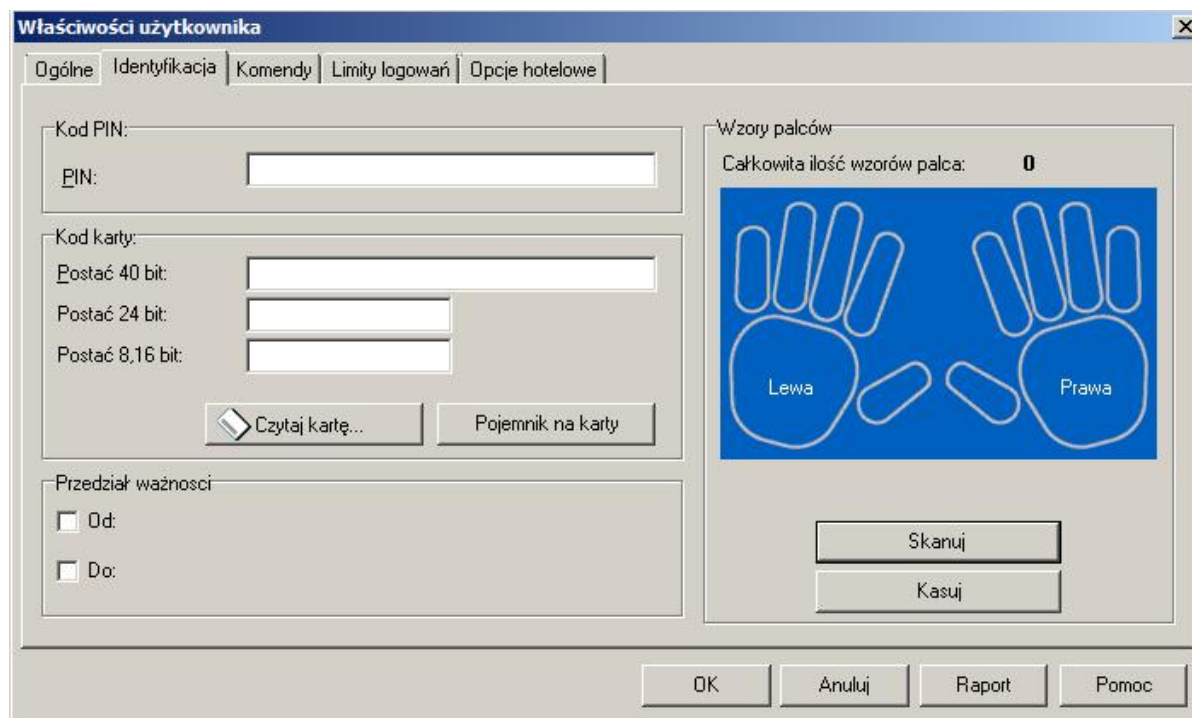 Właściwości użytkownika
Ogólne Identyfikacja Komendy Limity logowań Opcje hotelowe
Kod PIN:
PIN:
Kod karty:
Postać 40 bit:
Postać 24 bit:
Postać 8,16 bit:
Czytaj kartę... Pojemnik na karty
Przedział ważnosci
Od:
Do:
Wzory palców
Całkowita ilość wzorów palca: 0
Lewa Prawa
Skanuj
Kasuj
OK Anuluj Raport Pomoc